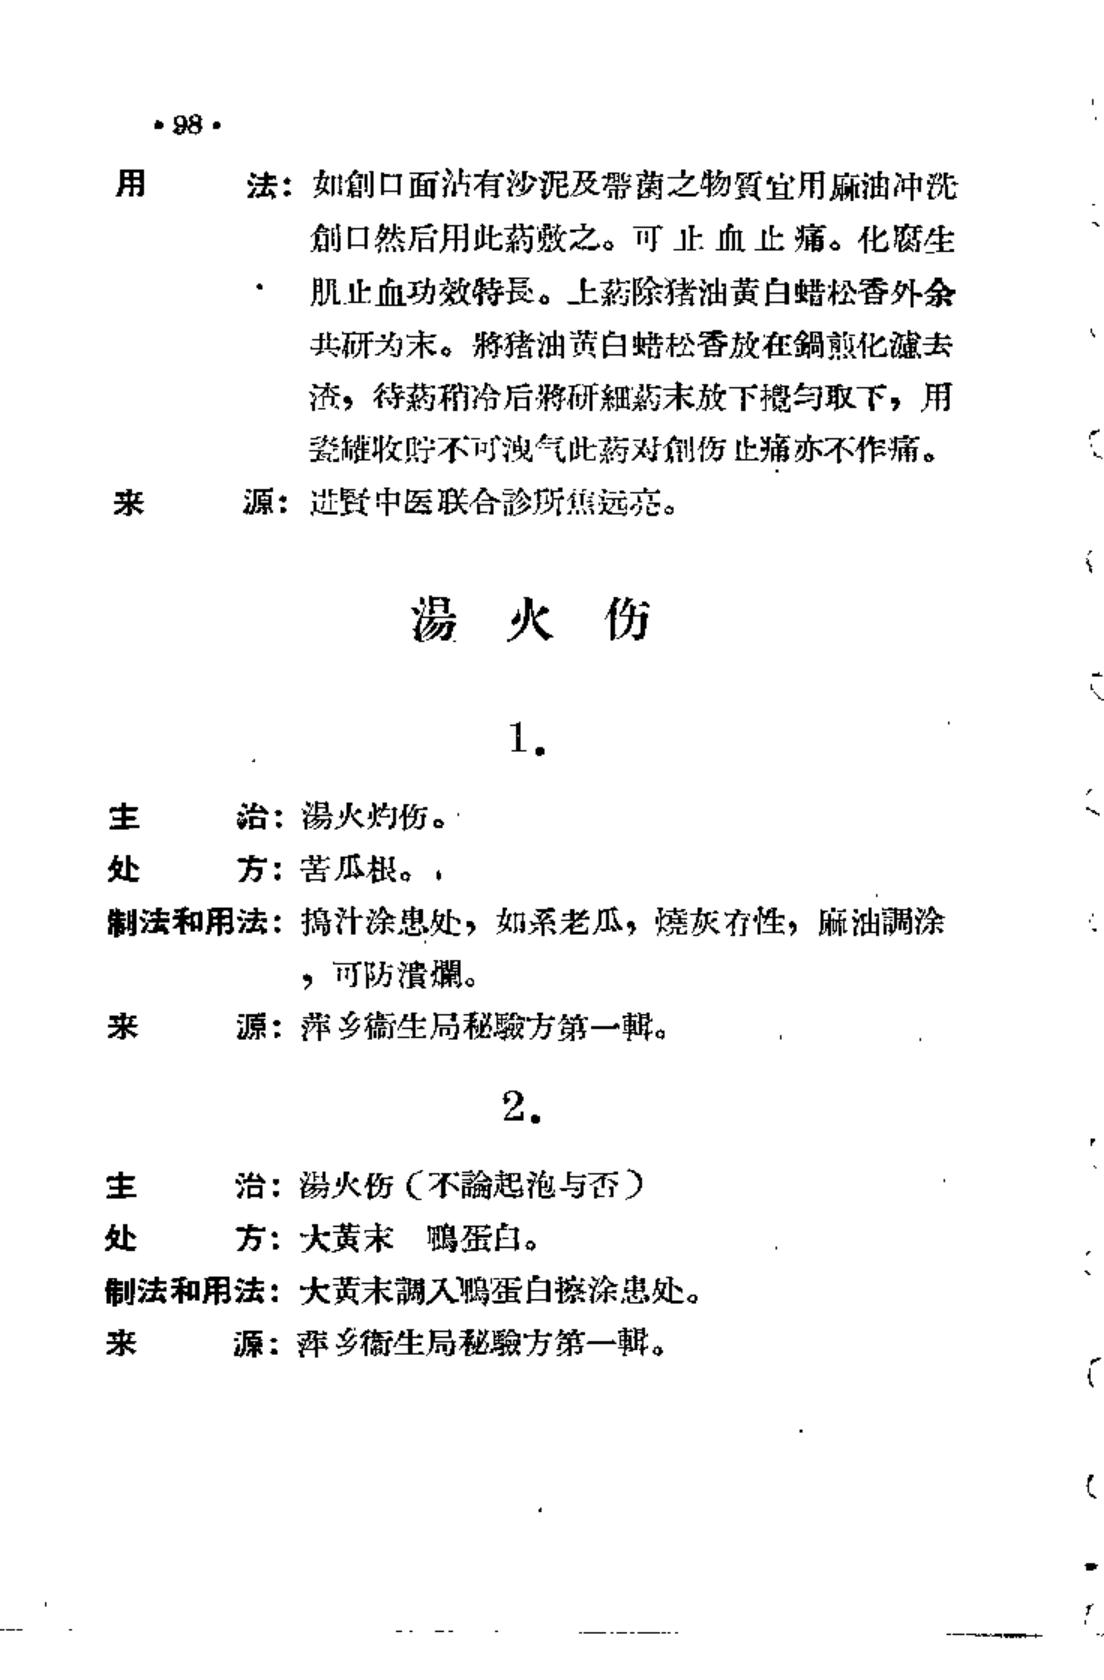 •98•
用　　法：如創口面沾有沙泥及帶菌之物質宜用麻油冲洗
創口然后用此葯敷之。可止血止痛。化腐生
肌止血功效特長。上葯除猪油黄白蜡松香外余
共研为末。將猪油黄白蜡松香放在鍋煎化濾去
渣，待葯稍冷后將研細葯末放下攪匀取下，用
瓷罐收貯不可洩气此葯对創伤止痛亦不作痛。
来　　源：进賢中医联合診所焦远亮。
湯火伤
1.
主　　治：湯火灼伤。
处　　方：苦瓜根。
制法和用法：搗汁涂患处，如系老瓜，燒灰存性，麻油調涂
，可防潰爛。
来　　源：萍乡衞生局秘驗方第一輯。
2.
主　　治：湯火伤（不論起泡与否）
处　　方：大黄末　鴨蛋白。
制法和用法：大黄末調入鴨蛋白擦涂患处。
来　　源：萍乡衞生局秘驗方第一輯。